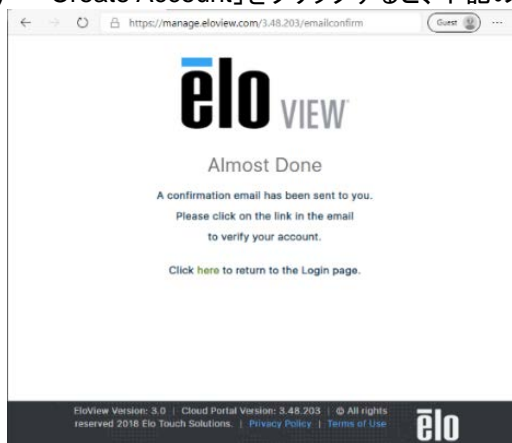 Create Account」をクリックすると、下記の
https://manage.eloview.com/3.48.203/emailconfirm
Guest
ēlo VIEW
Almost Done
A confirmation email has been sent to you.
Please click on the link in the email
to verify your account.
Click here to return to the Login page.
EloView Version: 3.0 | Cloud Portal Version: 3.48.203 | © All rights
reserved 2018 Elo Touch Solutions. | Privacy Policy | Terms of Use
ēlo